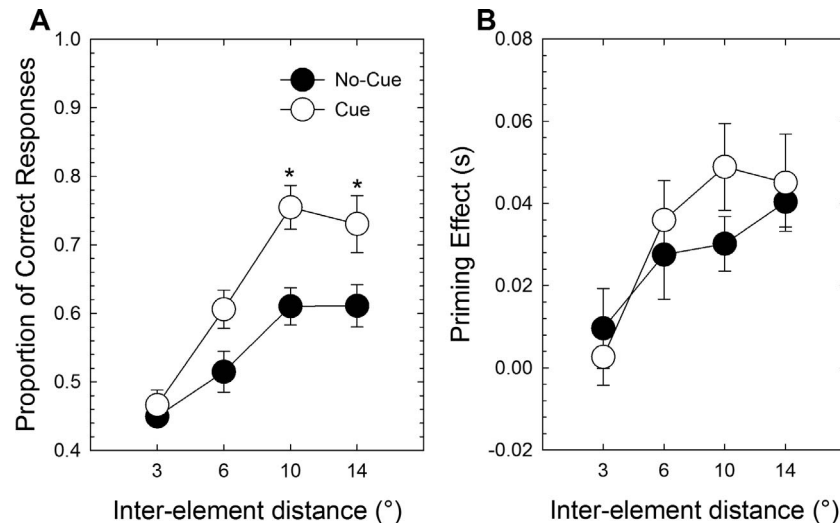 A
Proportion of Correct Responses
1.0
0.9
0.8
0.7
0.6
0.5
0.4
No-Cue
Cue
*
*
3 6 10 14
Inter-element distance (°)
B
Priming Effect (s)
0.08
0.06
0.04
0.02
0.00
-0.02
3 6 10 14
Inter-element distance (°)